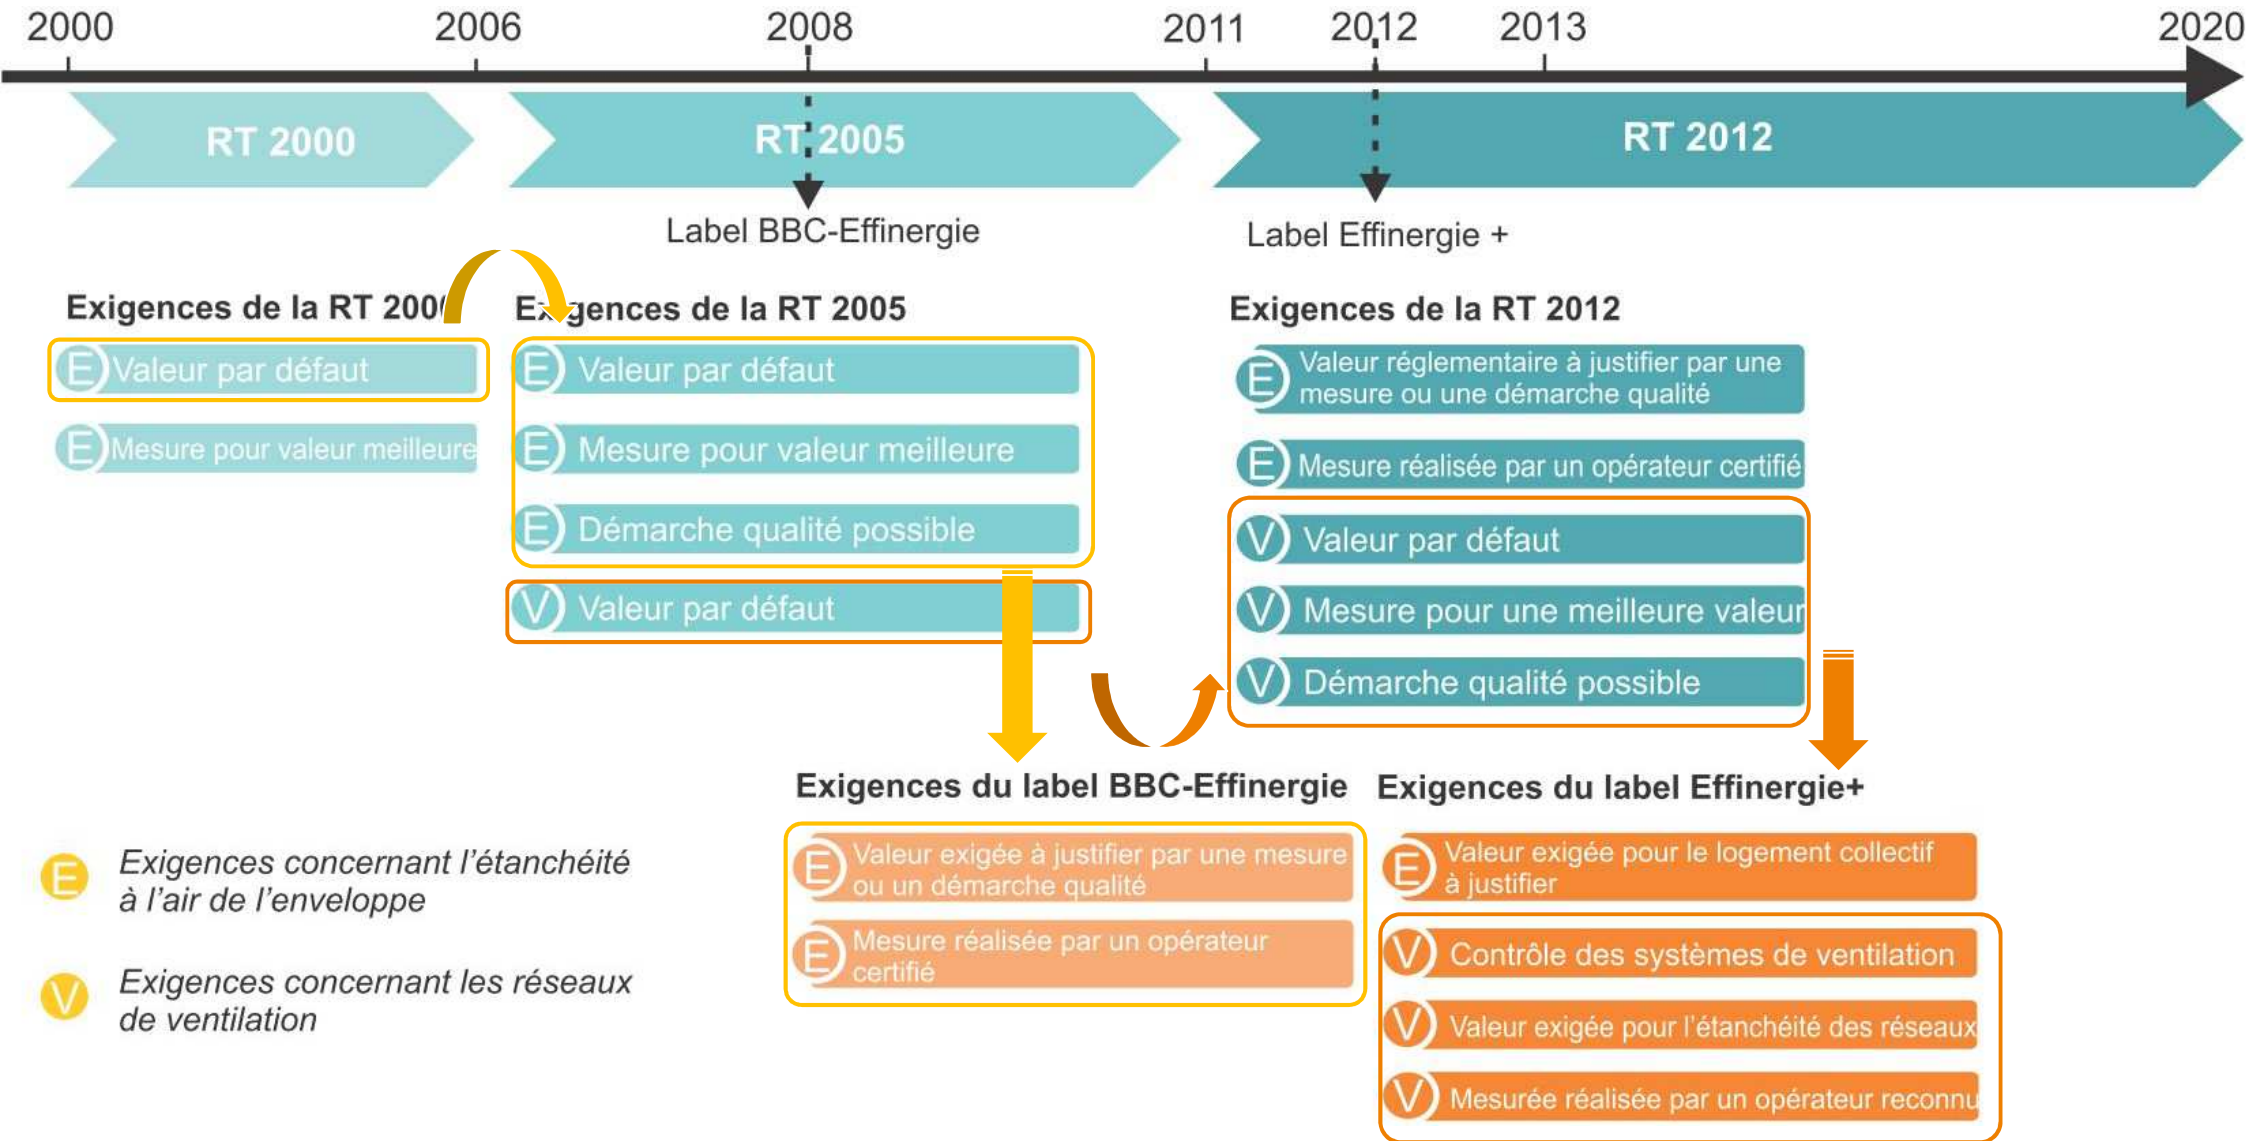 2000
2006
2008
2011
2012
2013
2020
RT 2000
RT 2005
RT 2012
Label BBC-Effinergie
Label Effinergie +
Exigences de la RT 200
E Valeur par défaut
E Mesure pour valeur meilleure
Exigences de la RT 2005
E Valeur par défaut
E Mesure pour valeur meilleure
E Démarche qualité possible
V Valeur par défaut
Exigences de la RT 2012
E Valeur réglementaire à justifier par une
mesure ou une démarche qualité
E Mesure réalisée par un opérateur certifié
V Valeur par défaut
V Mesure pour une meilleure valeur
V Démarche qualité possible
Exigences du label BBC-Effinergie
E Valeur exigée à justifier par une mesure
ou un démarche qualité
E Mesure réalisée par un opérateur
certifié
Exigences du label Effinergie+
E Valeur exigée pour le logement collectif
à justifier
V Contrôle des systèmes de ventilation
V Valeur exigée pour l'étanchéité des réseaux
V Mesurée réalisée par un opérateur reconnu
E Exigences concernant l'étanchéité
à l'air de l'enveloppe
V Exigences concernant les réseaux
de ventilation